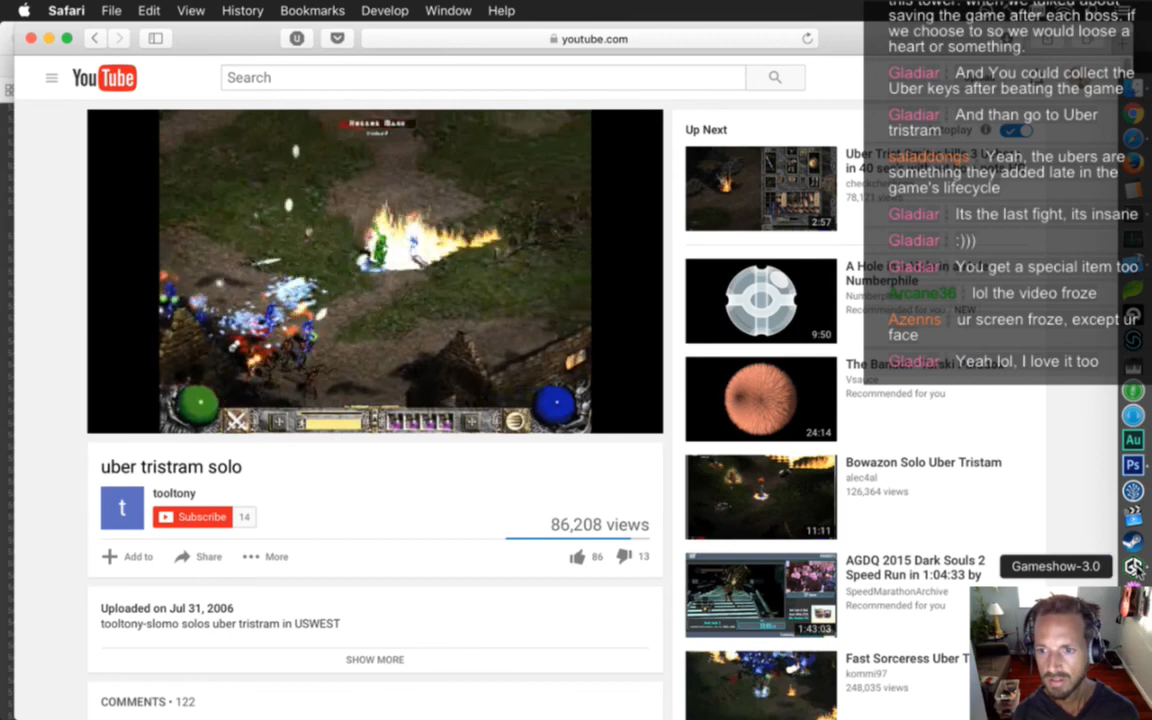 Safari File Edit View History Bookmarks Develop Window Help
youtube.com
YouTube
Search
saving the game after each boss. if
we choose to so we would loose a
heart or something.
Gladiar : And You could collect the
Uber keys after beating the game
Gladiar : And than go to Uber
tristram
saladdongs : Yeah, the ubers are
something they added late in the
game's lifecycle
Gladiar : Its the last fight, its insane
Gladiar : :)))
Gladiar : You get a special item too
Arcane36 : lol the video froze
Azenris : ur screen froze, except ur
face
Gladiar : Yeah lol, I love it too
Up Next
2:57
9:50
24:14
Vsauce
Recommended for you
Bowazon Solo Uber Tristam
alec4al
126,364 views
11:11
AGDQ 2015 Dark Souls 2
Speed Run in 1:04:33 by
SpeedMarathonArchive
Recommended for you
1:43:03
Fast Sorceress Uber T
kommi97
248,035 views
uber tristram solo
t
tooltony
Subscribe 14
86,208 views
Add to Share More 86 13
Uploaded on Jul 31, 2006
tooltony-slomo solos uber tristram in USWEST
SHOW MORE
COMMENTS • 122
Gameshow-3.0
Au
Ps